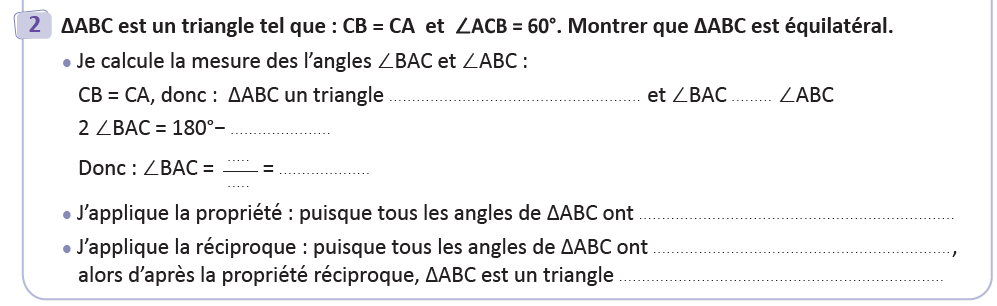 2 ΔABC est un triangle tel que : CB = CA et ∠ACB = 60°. Montrer que ΔABC est équilatéral.
• Je calcule la mesure des l’angles ∠BAC et ∠ABC :
CB = CA, donc : ΔABC un triangle ........................................................ et ∠BAC ......... ∠ABC
2 ∠BAC = 180°− ......................
Donc : ∠BAC = ...../..... = ....................
• J’applique la propriété : puisque tous les angles de ΔABC ont ......................................................................
• J’applique la réciproque : puisque tous les angles de ΔABC ont .................................................................,
alors d’après la propriété réciproque, ΔABC est un triangle ........................................................................